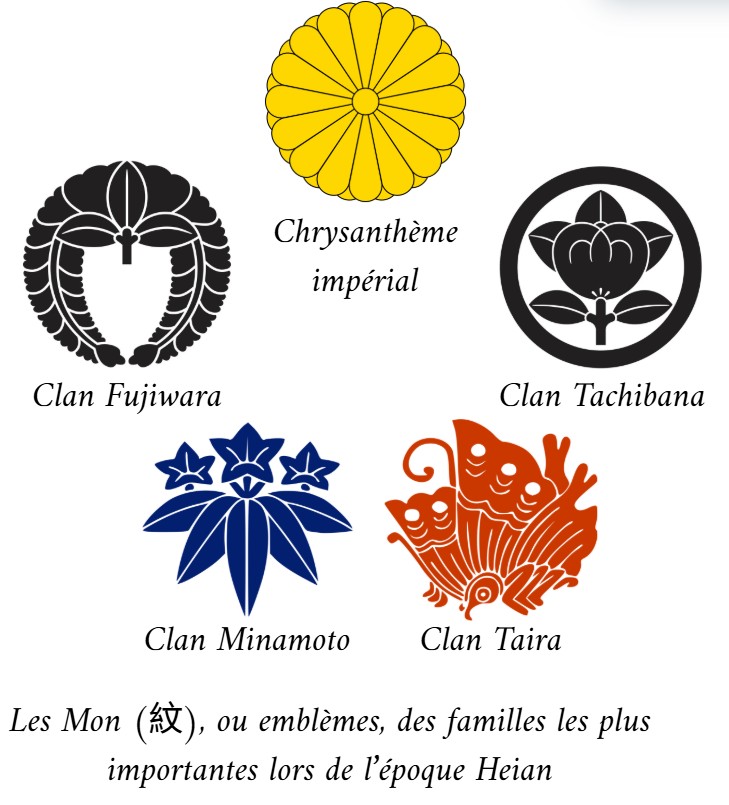 Chrysanthème
impérial
Clan Fujiwara
Clan Tachibana
Clan Minamoto
Clan Taira
Les Mon (紋), ou emblèmes, des familles les plus
importantes lors de l'époque Heian